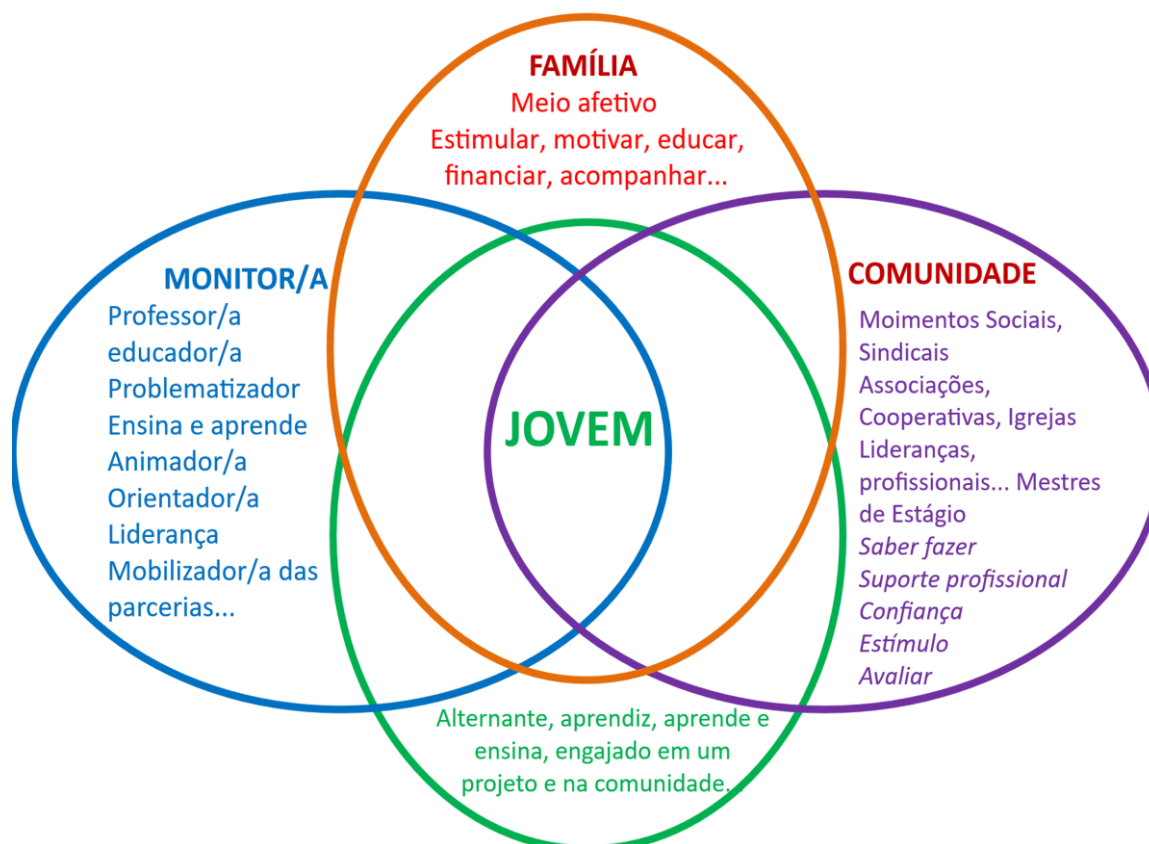 FAMÍLIA
Meio afetivo
Estimular, motivar, educar,
financiar, acompanhar...
MONITOR/A
Professor/a
educador/a
Problematizador
Ensina e aprende
Animador/a
Orientador/a
Liderança
Mobilizador/a das
parcerias...
JOVEM
COMUNIDADE
Moimentos Sociais,
Sindicais
Associações,
Cooperativas, Igrejas
Lideranças,
profissionais... Mestres
de Estágio
Saber fazer
Suporte profissional
Confiança
Estímulo
Avaliar
Alternante, aprendiz, aprende e
ensina, engajado em um
projeto e na comunidade...